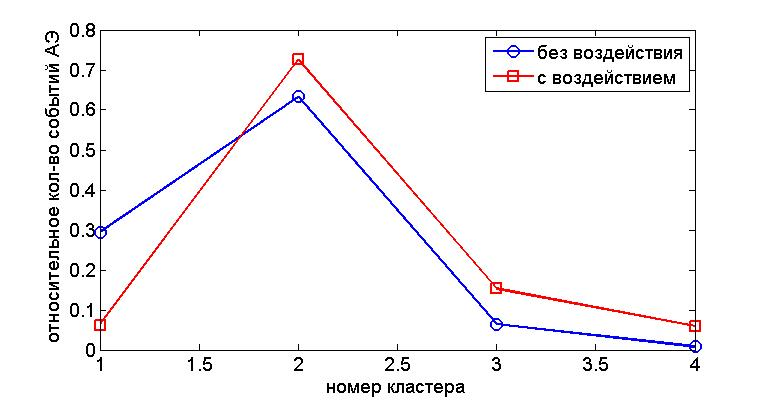 относительное кол-во событий АЭ
0.8
0.7
0.6
0.5
0.4
0.3
0.2
0.1
0
без воздействия
с воздействием
1 1.5 2 2.5 3 3.5 4
номер кластера